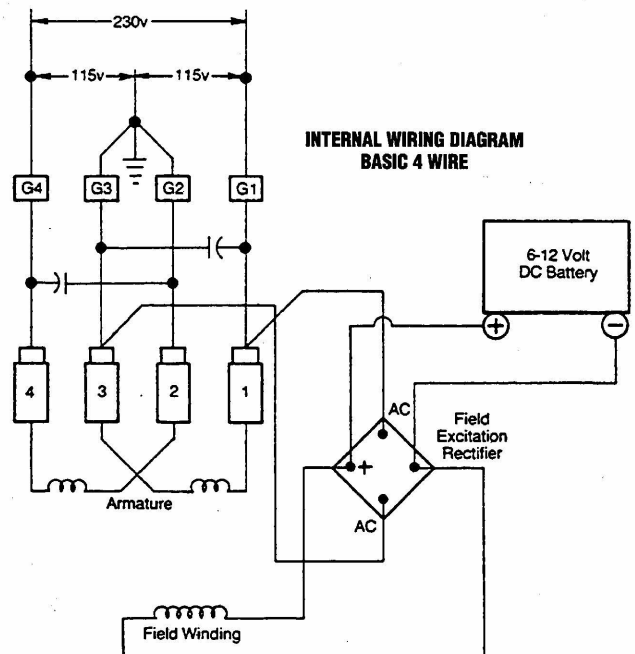 230v
115v 115v
INTERNAL WIRING DIAGRAM
BASIC 4 WIRE
G4 G3 G2 G1
6-12 Volt
DC Battery
+ −
4 3 2 1
AC
Field
Excitation
Rectifier
+
Armature
AC
Field Winding